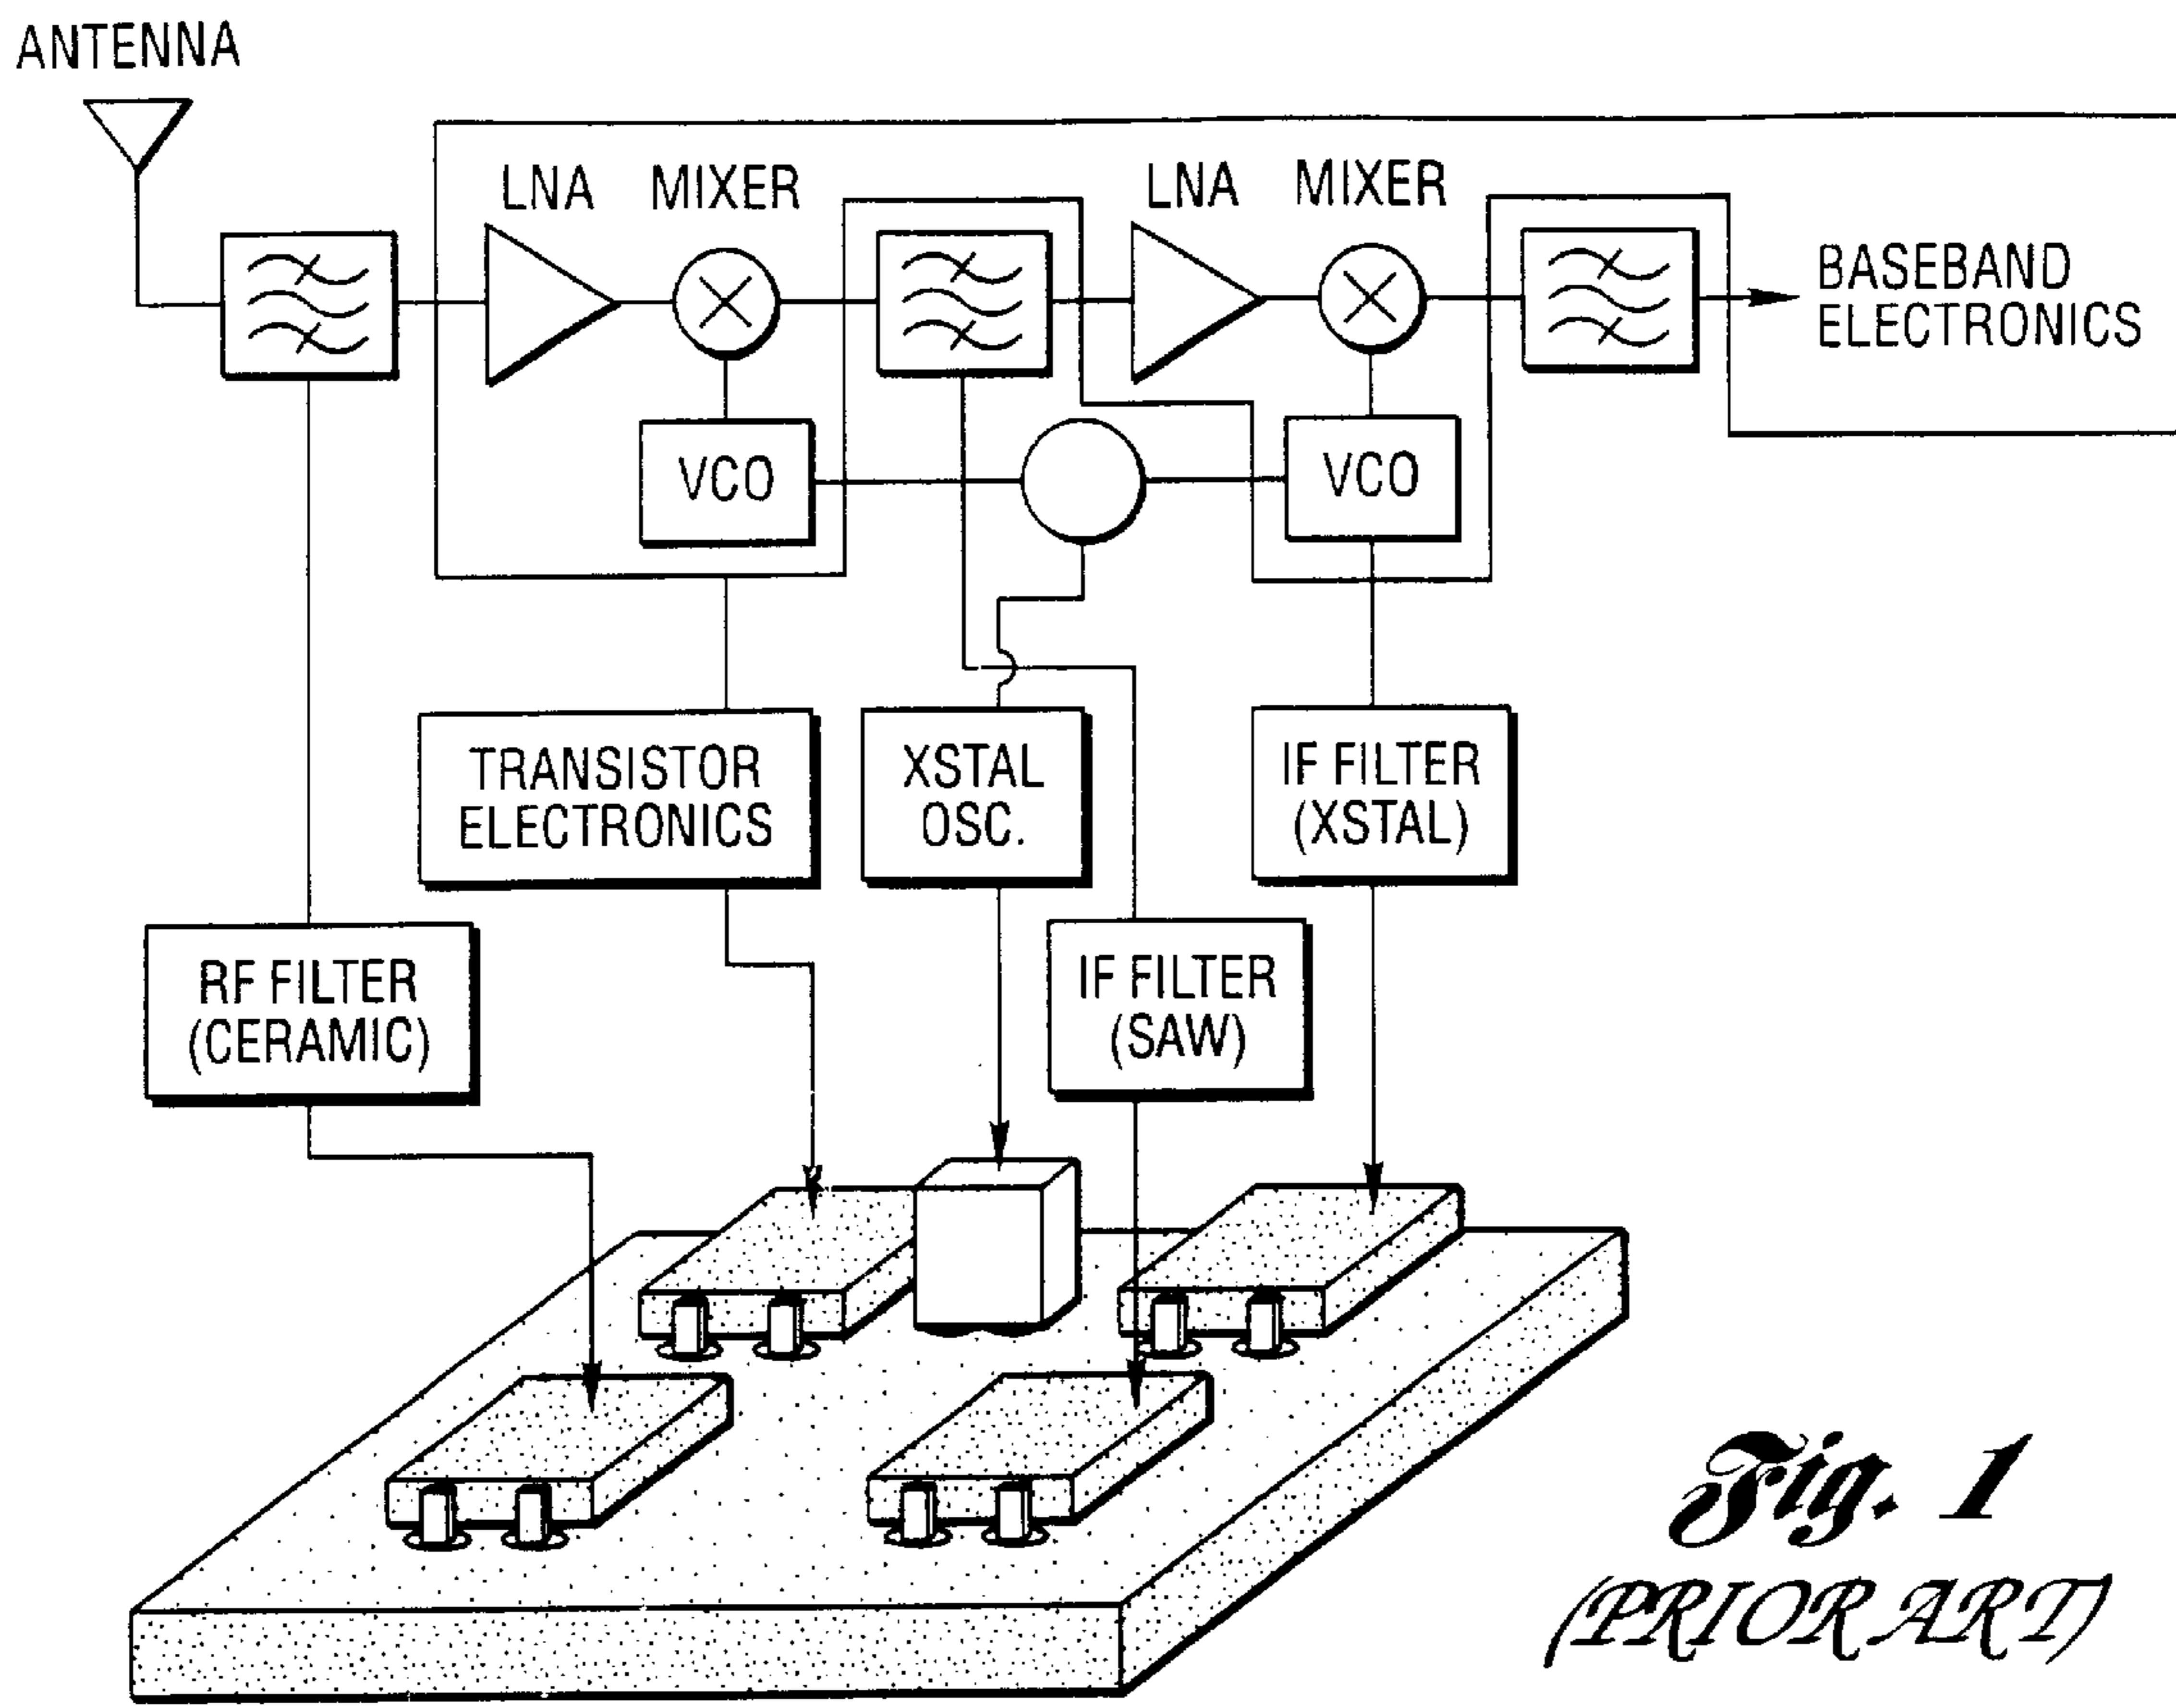 ANTENNA
LNA
MIXER
LNA
MIXER
BASEBAND
ELECTRONICS
VCO
VCO
TRANSISTOR
ELECTRONICS
XSTAL
OSC.
IF FILTER
(XSTAL)
RF FILTER
(CERAMIC)
IF FILTER
(SAW)
Fig. 1
(PRIOR ART)